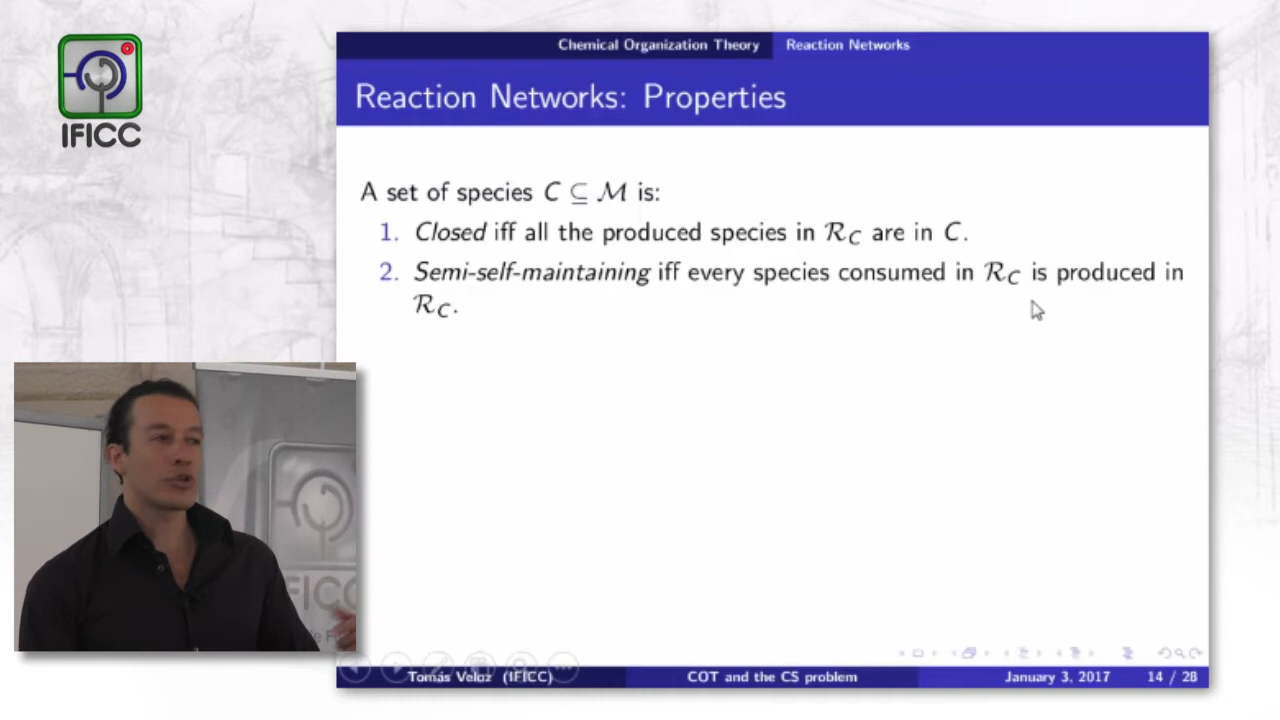 IFICC
Chemical Organization Theory Reaction Networks
Reaction Networks: Properties
A set of species C ⊆ M is:
1. Closed iff all the produced species in R_C are in C.
2. Semi-self-maintaining iff every species consumed in R_C is produced in
R_C.
Tomás Veloz (IFICC) COT and the CS problem January 3, 2017 14 / 28